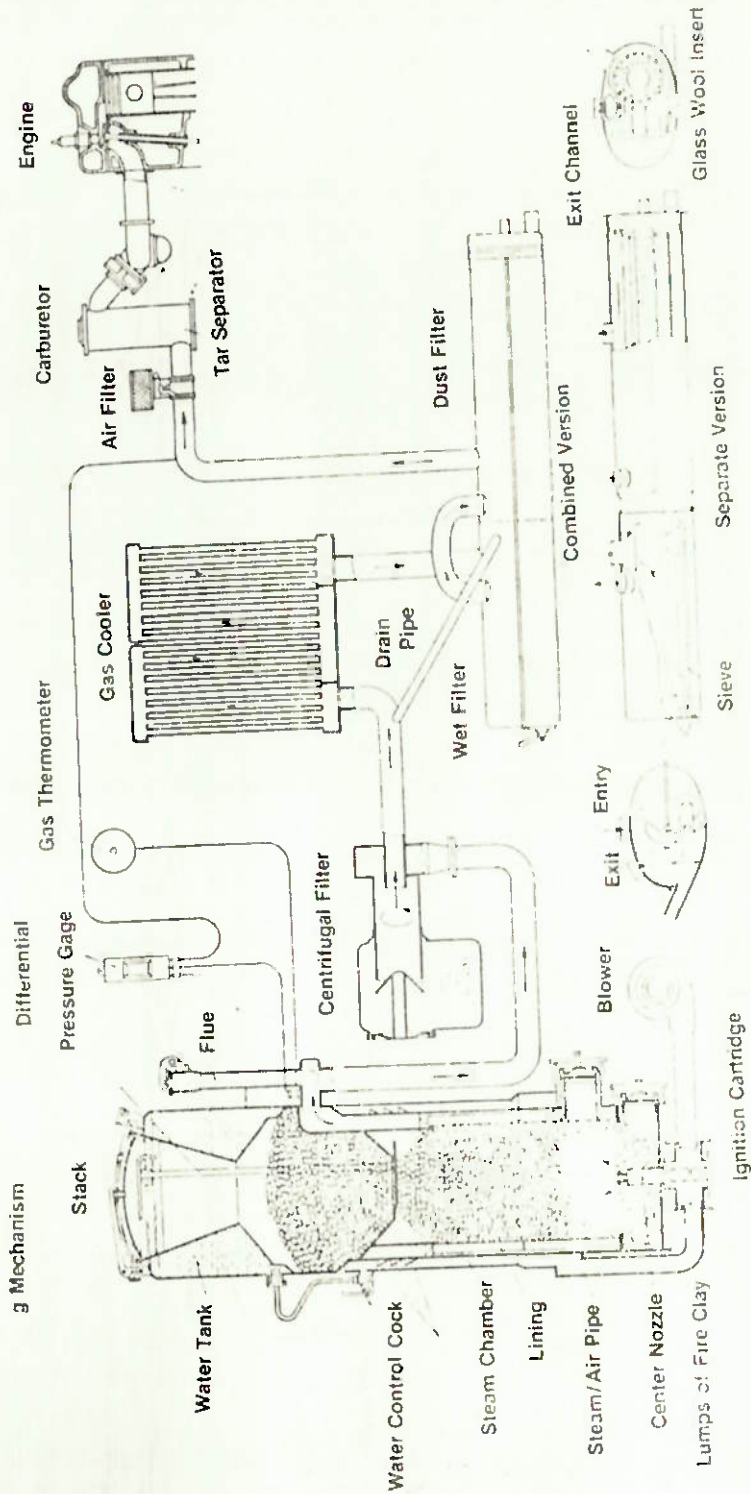 g Mechanism
Stack
Water Tank
Water Control Cock
Steam Chamber
Lining
Steam/Air Pipe
Center Nozzle
Lumps of Fire Clay
Ignition Cartridge
Blower
Flue
Differential
Pressure Gage
Gas Thermometer
Centrifugal Filter
Gas Cooler
Drain
Pipe
Wet Filter
Dust Filter
Combined Version
Exit
Entry
Sieve
Separate Version
Exit Channel
Glass Wool Insert
Air Filter
Tar Separator
Carburetor
Engine